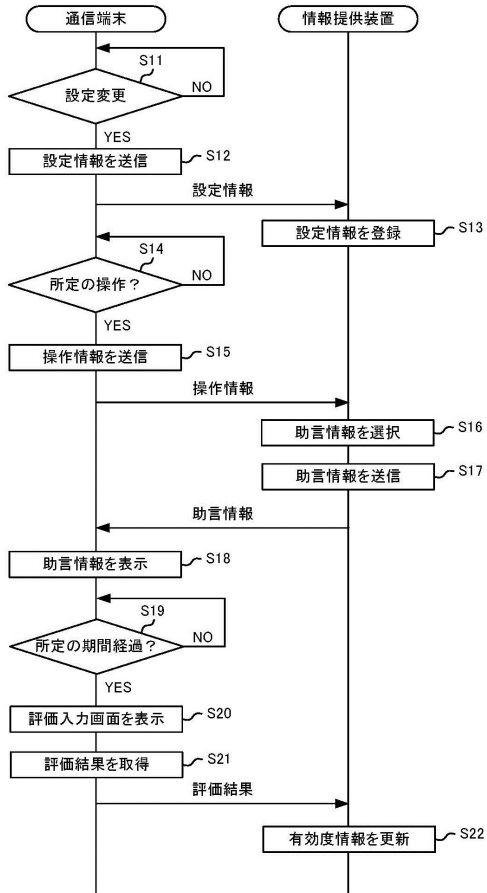 通信端末
情報提供装置
S11
設定変更
NO
YES
設定情報を送信
S12
設定情報
設定情報を登録
S13
S14
所定の操作？
NO
YES
操作情報を送信
S15
操作情報
助言情報を選択
S16
助言情報を送信
S17
助言情報
助言情報を表示
S18
S19
所定の期間経過？
NO
YES
評価入力画面を表示
S20
評価結果を取得
S21
評価結果
有効度情報を更新
S22